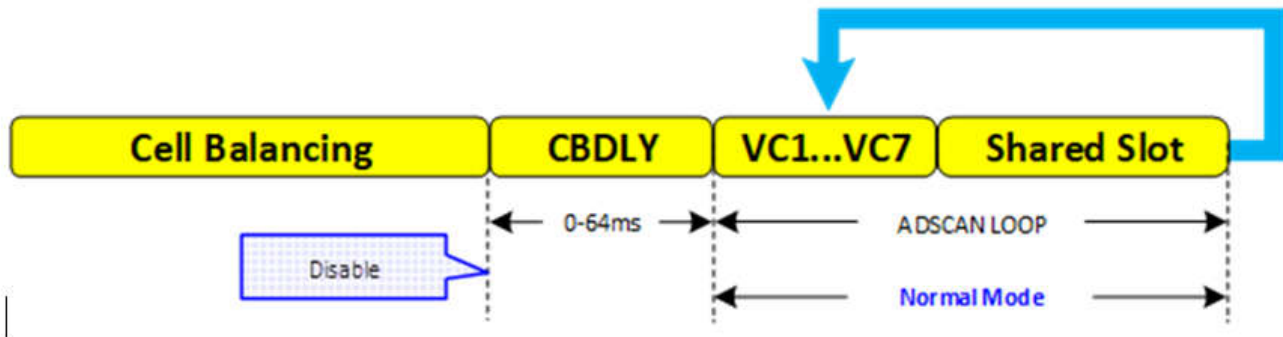 Cell Balancing CBDLY VC1...VC7 Shared Slot
0-64ms ADSCAN LOOP
Disable
Normal Mode